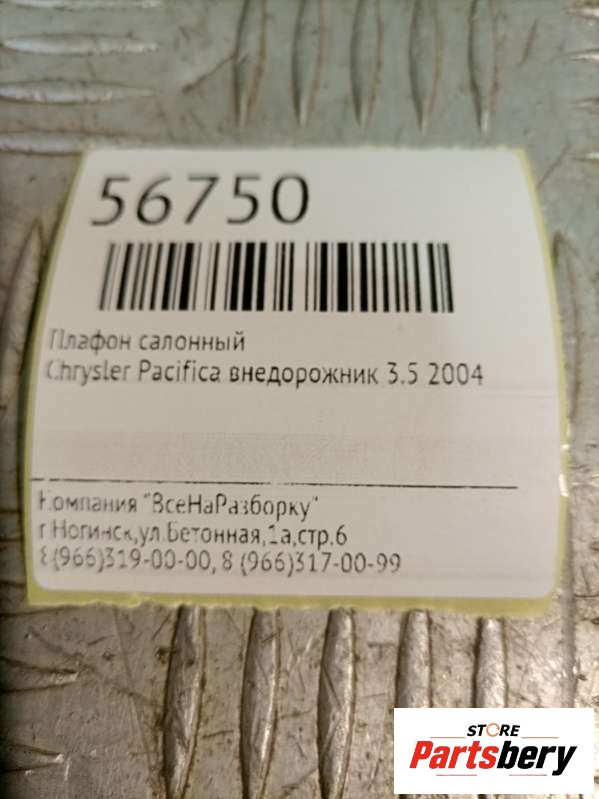 56750
Плафон салонный
Chrysler Pacifica внедорожник 3.5 2004
Компания "ВсеНаРазборку"
г.Ногинск,ул.Бетонная,1а,стр.6
8 (966)319-00-00, 8 (966)317-00-99
STORE
Partsbery